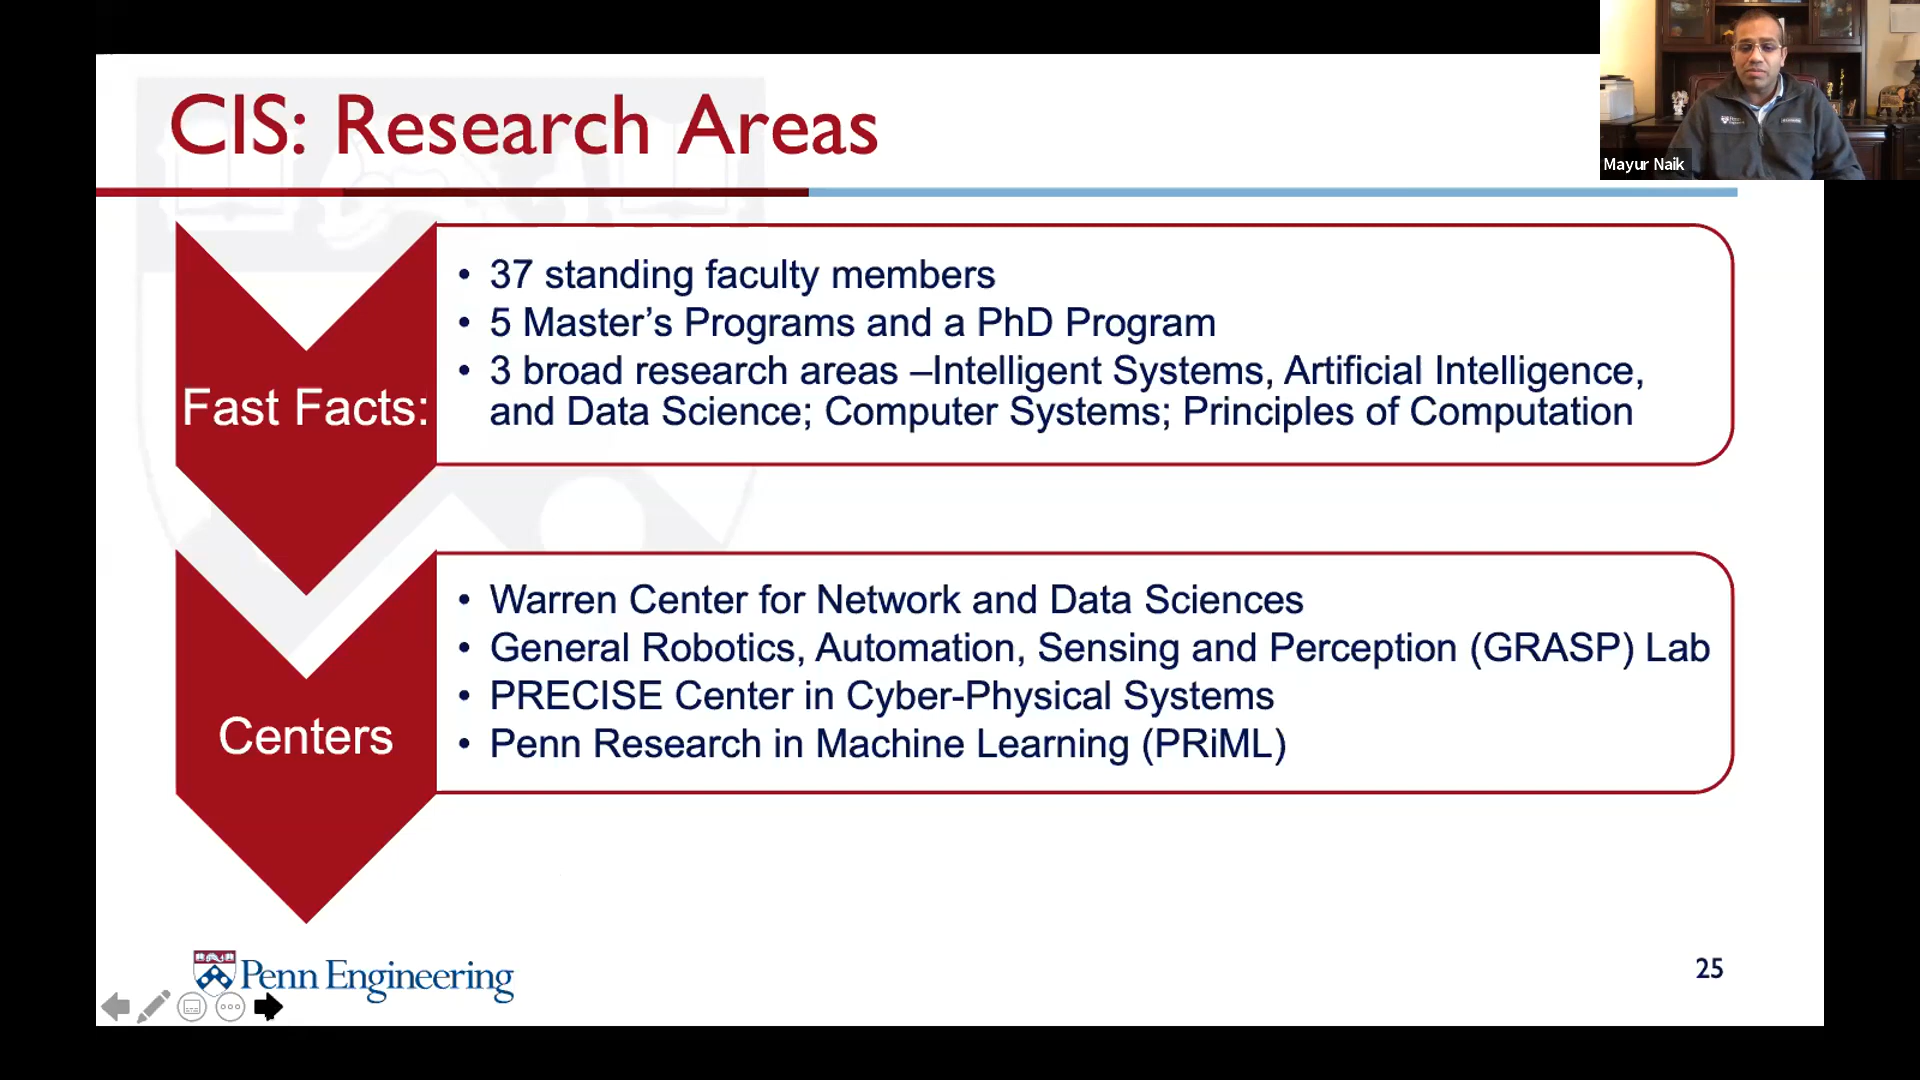 CIS: Research Areas
Mayur Naik
Fast Facts:
• 37 standing faculty members
• 5 Master’s Programs and a PhD Program
• 3 broad research areas –Intelligent Systems, Artificial Intelligence,
and Data Science; Computer Systems; Principles of Computation
Centers
• Warren Center for Network and Data Sciences
• General Robotics, Automation, Sensing and Perception (GRASP) Lab
• PRECISE Center in Cyber-Physical Systems
• Penn Research in Machine Learning (PRiML)
Penn Engineering
25